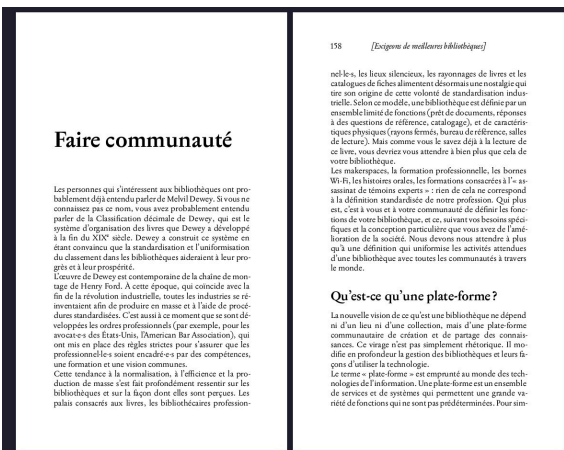 Faire communauté
Les personnes qui s'intéressent aux bibliothèques ont pro-
bablement déjà entendu parler de Melvil Dewey. Si vous ne
connaissez pas ce nom, vous avez probablement entendu
parler de la Classification décimale de Dewey, qui est le
système d'organisation des livres que Dewey a développé
à la fin du XIXe siècle. Dewey a construit ce système en
étant convaincu que la standardisation et l'uniformisation
du classement dans les bibliothèques aideraient à leur pro-
grès et à leur prospérité.
L'œuvre de Dewey est contemporaine de la chaîne de mon-
tage de Henry Ford. À cette époque, qui coïncide avec la
fin de la révolution industrielle, toutes les industries se ré-
inventaient afin de produire en masse et à l'aide de procé-
dures standardisées. C'est aussi à ce moment que se sont dé-
veloppées les ordres professionnels (par exemple, pour les
avocat·e·s des États-Unis, l'American Bar Association), qui
ont mis en place des règles strictes pour s'assurer que les
professionnel·le·s soient encadré·e·s par des compétences,
une formation et une vision communes.
Cette tendance à la normalisation, à l'efficience et la pro-
duction de masse s'est fait profondément ressentir sur les
bibliothèques et sur la façon dont elles sont perçues. Les
palais consacrés aux livres, les bibliothécaires profession-
158 [Exigeons de meilleures bibliothèques]
nel·le·s, les lieux silencieux, les rayonnages de livres et les
catalogues de fiches alimentent désormais une nostalgie qui
tire son origine de cette volonté de standardisation indus-
trielle. Selon ce modèle, une bibliothèque est définie par un
ensemble limité de fonctions (prêt de documents, réponses
à des questions de référence, catalogage), et de caractéris-
tiques physiques (rayons fermés, bureau de référence, salles
de lecture). Mais comme vous le savez déjà à la lecture de
ce livre, vous devriez vous attendre à bien plus que cela de
votre bibliothèque.
Les makerspaces, la formation professionnelle, les bornes
Wi-Fi, les histoires orales, les formations consacrées à l'« as-
sassinat de témoins experts » : rien de cela ne correspond
à la définition standardisée de notre profession. Qui plus
est, c'est à vous et à votre communauté de définir les fonc-
tions de votre bibliothèque et ce, suivant vos besoins spéci-
fiques et la conception particulière que vous avez de l'amé-
lioration de la société. Nous devons nous attendre à plus
qu'à une définition qui uniformise les activités attendues
d'une bibliothèque avec toutes les communautés à travers
le monde.
Qu'est-ce qu'une plate-forme ?
La nouvelle vision de ce qu'est une bibliothèque ne dépend
ni d'un lieu ni d'une collection, mais d'une plate-forme
communautaire de création et de partage des connais-
sances. Ce virage n'est pas simplement rhétorique. Il mo-
difie en profondeur la gestion des bibliothèques et leurs fa-
çons d'utiliser la technologie.
Le terme « plate-forme » est emprunté au monde des tech-
nologies de l'information. Une plate-forme est un ensemble
de services et de systèmes qui permettent une grande va-
riété de fonctions qui ne sont pas prédéterminées. Pour sim-